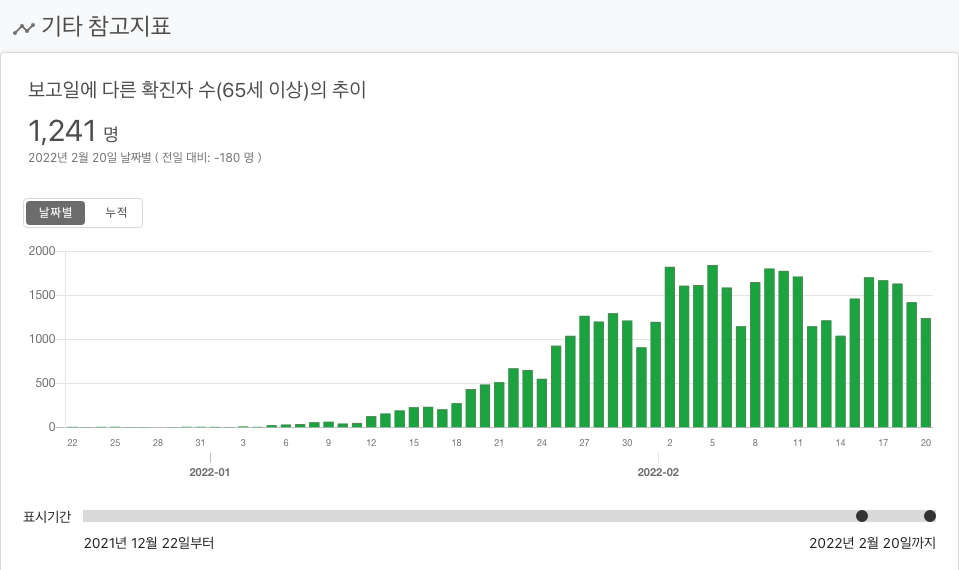 기타 참고지표
보고일에 다른 확진자 수(65세 이상)의 추이
1,241 명
2022년 2월 20일 날짜별 ( 전일 대비: -180 명 )
날짜별 누적
2000
1500
1000
500
0
22 25 28 31 3 6 9 12 15 18 21 24 27 30 2 5 8 11 14 17 20
2022-01 2022-02
표시기간
2021년 12월 22일부터 2022년 2월 20일까지